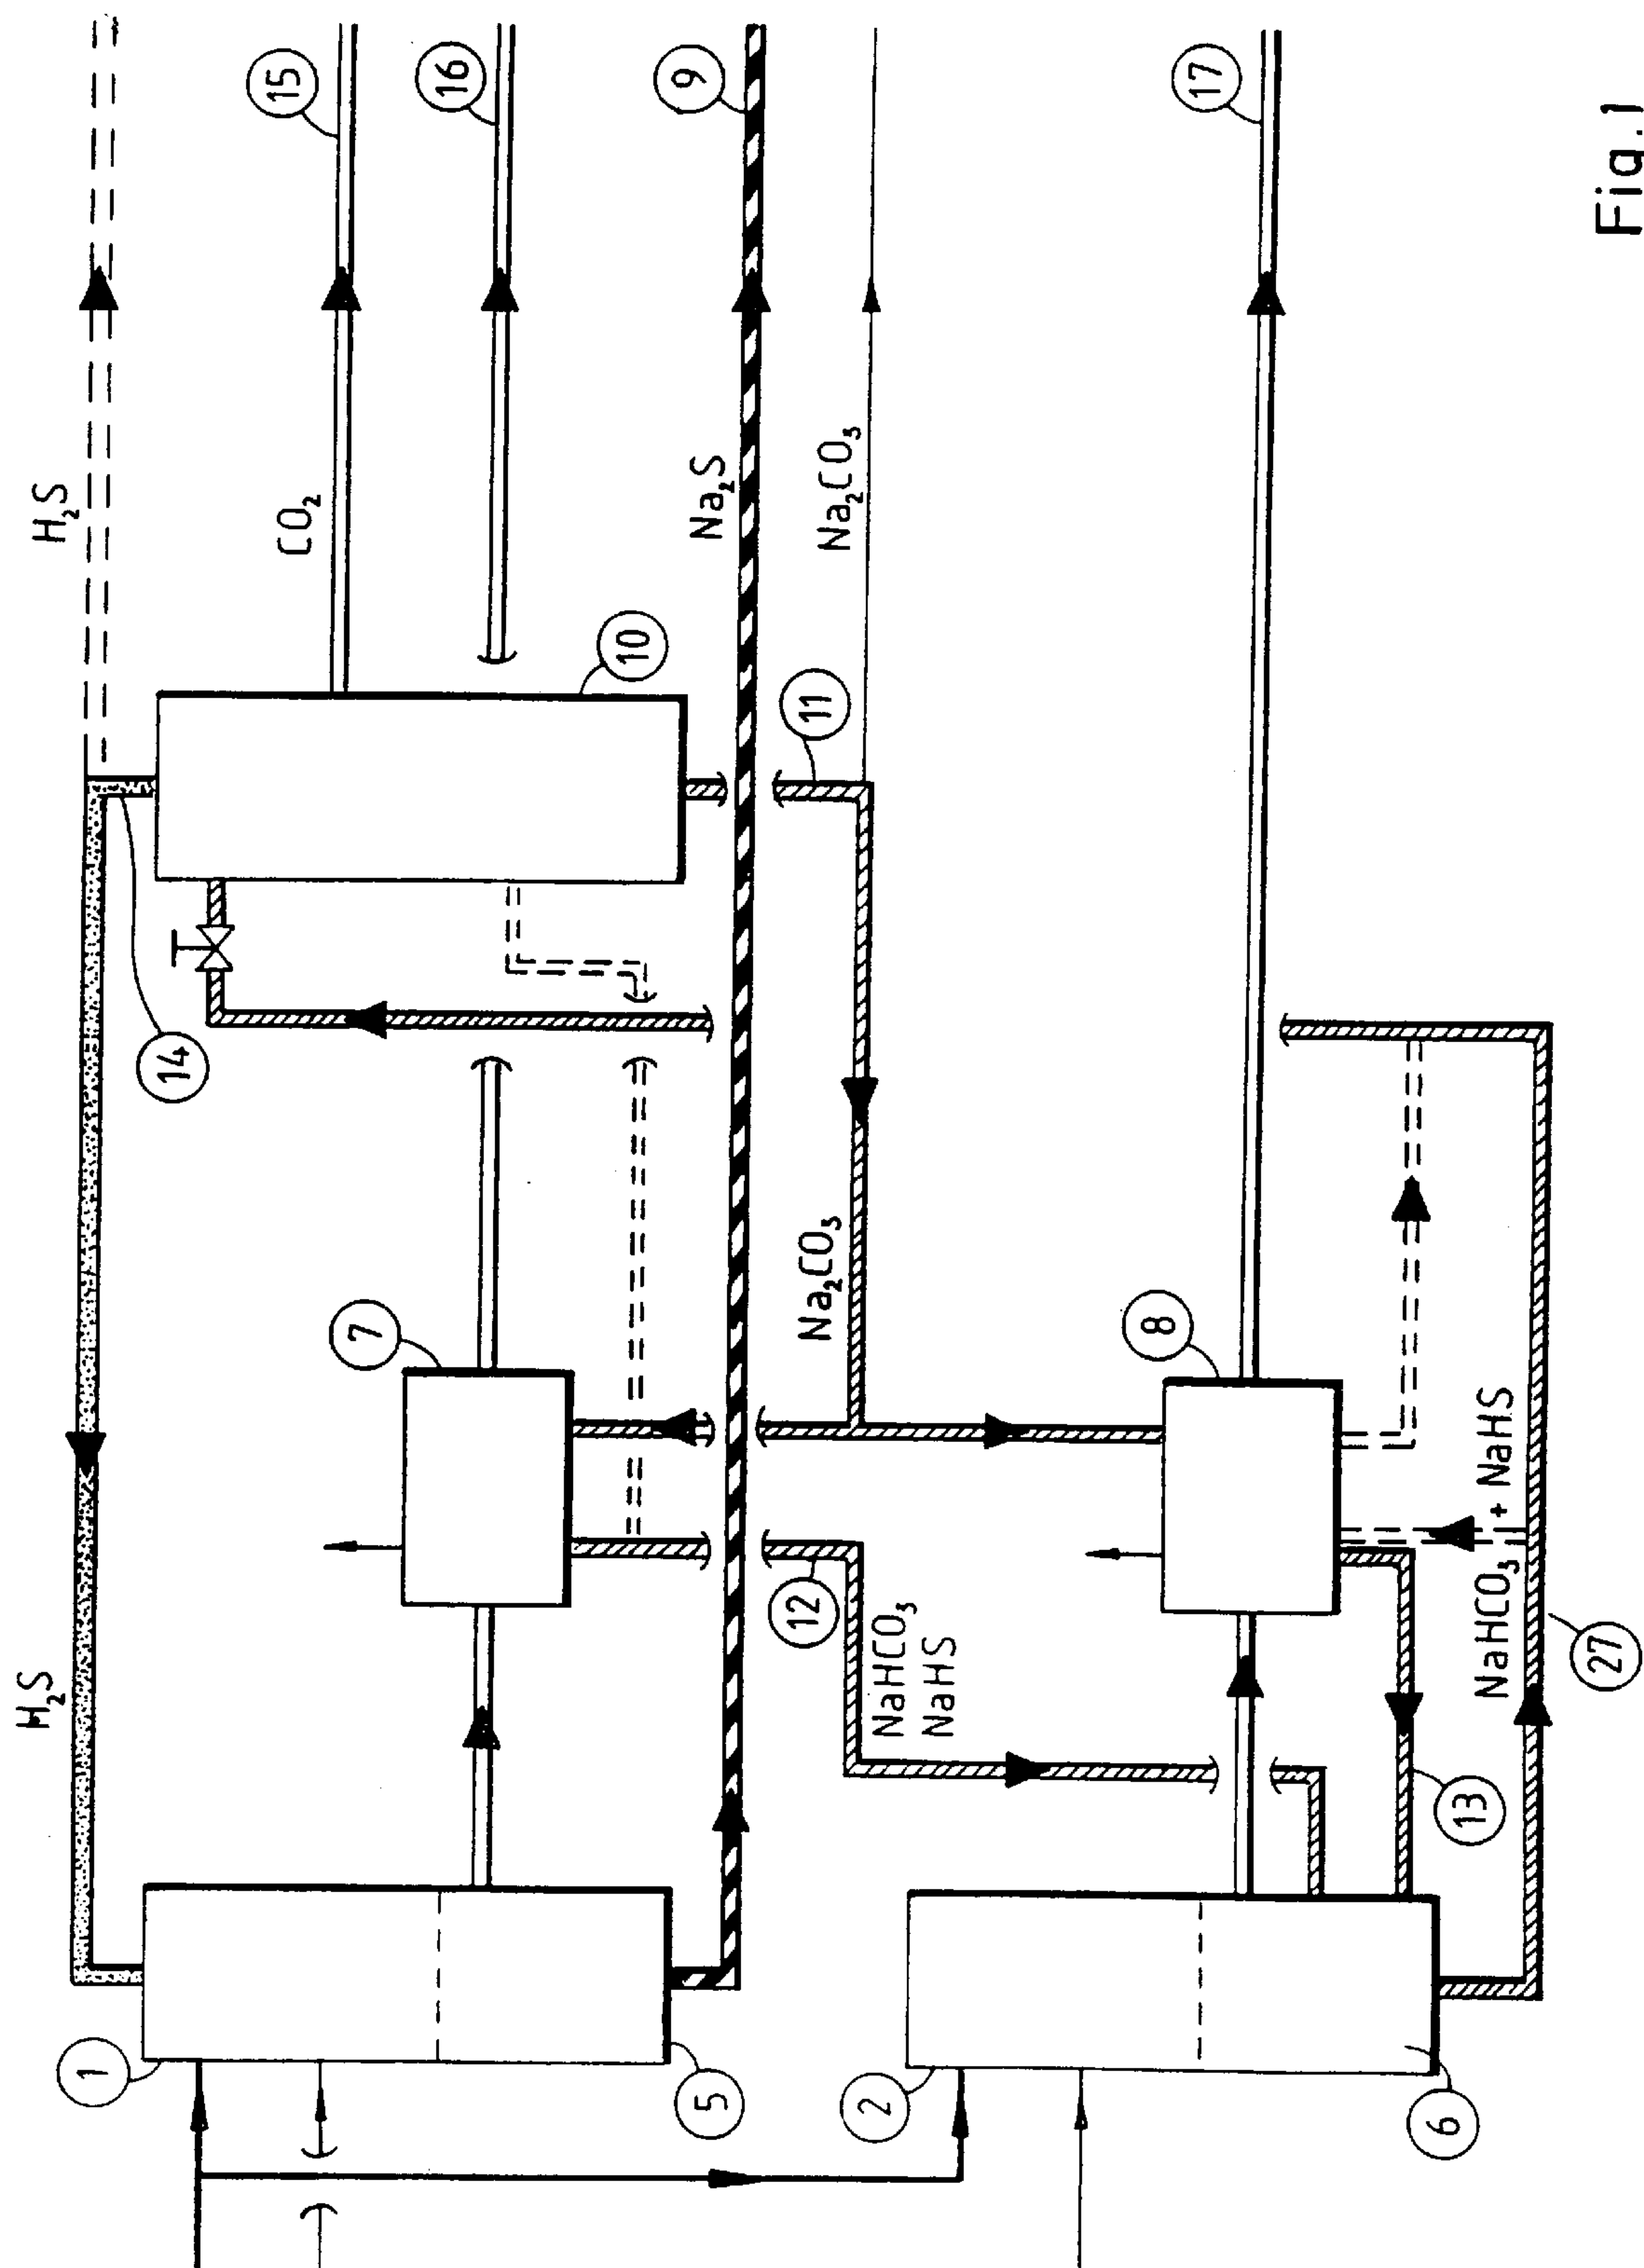 H₂S
H₂S
1
14
CO₂
15
7
16
10
5
Na₂S
9
12
Na₂CO₃
11
Na₂CO₃
2
NaHCO₃
NaHS
8
17
6
13
NaHCO₃ + NaHS
27
Fig.1